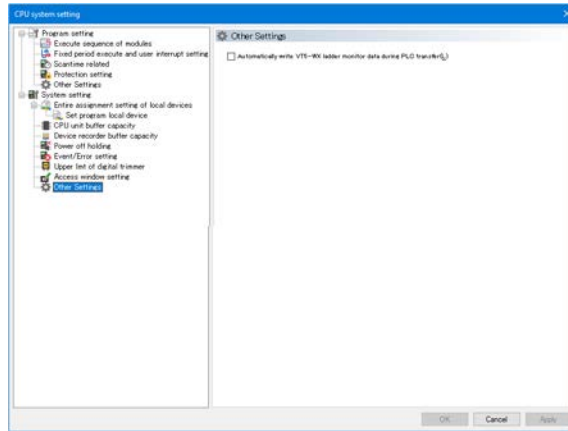 CPU system setting
Program setting
Execute sequence of modules
Fixed period execute and user interrupt setting
Scantime related
Protection setting
Other Settings
System setting
Entire assignment setting of local devices
Set program local device
CPU unit buffer capacity
Device recorder buffer capacity
Power off holding
Event/Error setting
Upper lmt of digital trimmer
Access window setting
Other Settings
Other Settings
Automatically write VT5-WX ladder monitor data during PLC transfer(L)
OK
Cancel
Apply